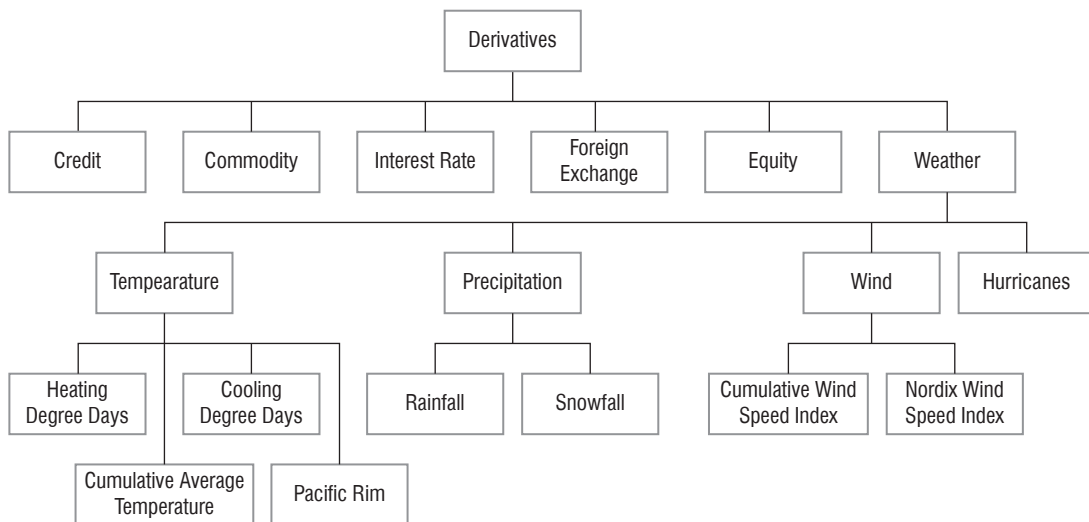 Derivatives
Credit
Commodity
Interest Rate
Foreign
Exchange
Equity
Weather
Tempearature
Precipitation
Wind
Hurricanes
Heating
Degree Days
Cooling
Degree Days
Rainfall
Snowfall
Cumulative Wind
Speed Index
Nordix Wind
Speed Index
Cumulative Average
Temperature
Pacific Rim